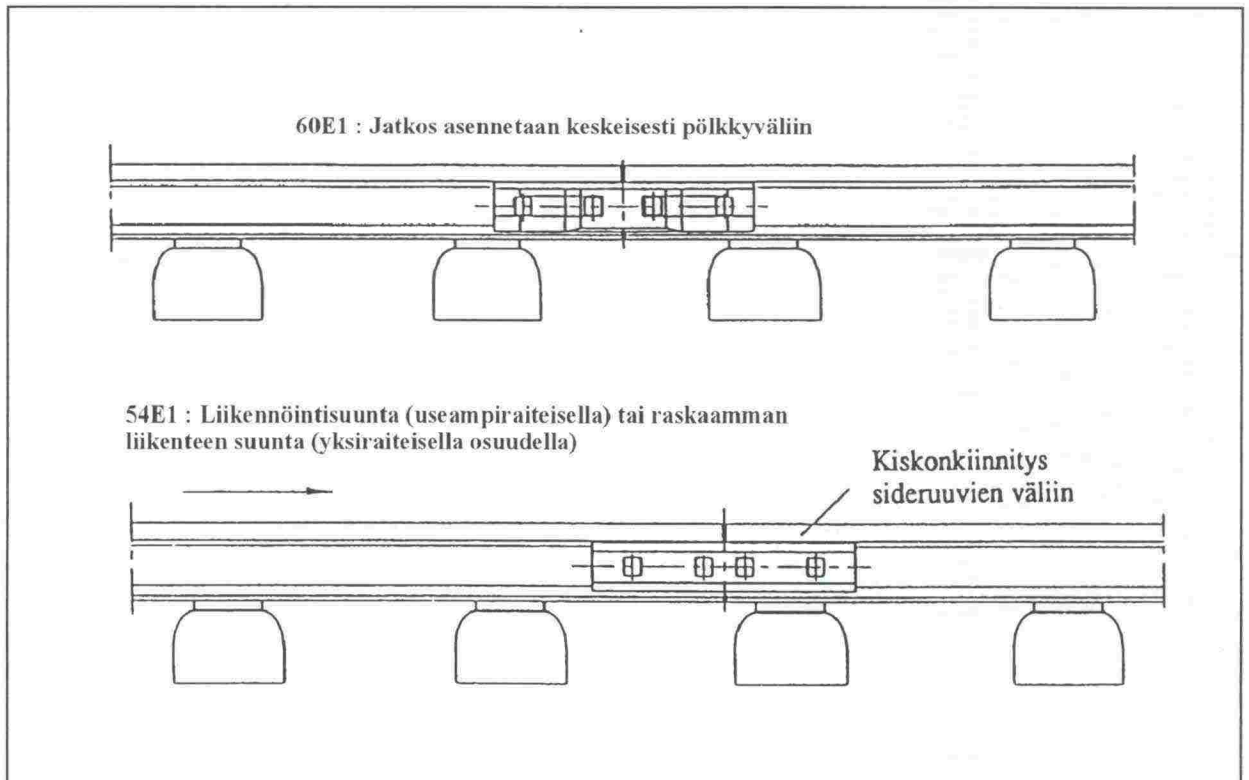 60E1 : Jatkos asennetaan keskeisesti pölkkyväliin
54E1 : Liikennöintisuunta (useampiraiteisella) tai raskaamman
liikenteen suunta (yksiraiteisella osuudella)
Kiskonkiinnitys
sideruuvien väliin